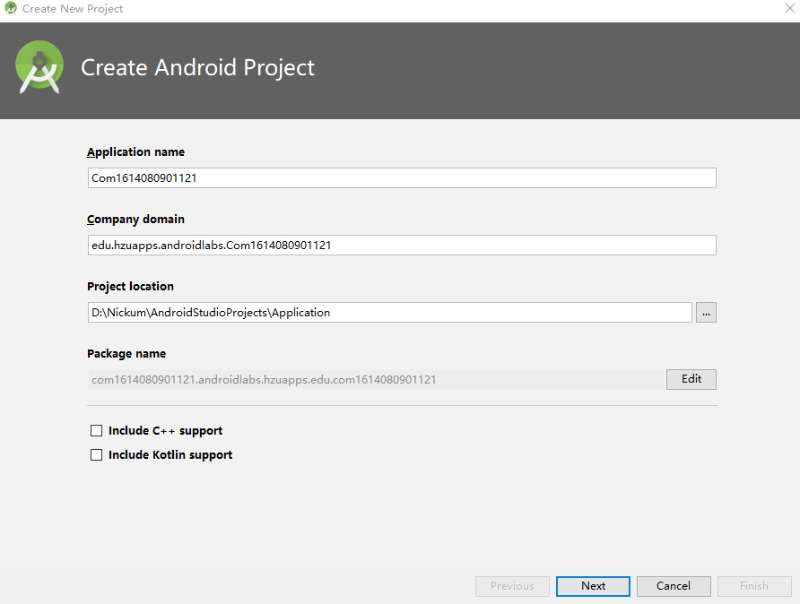 Create New Project
Create Android Project
Application name
Com1614080901121
Company domain
edu.hzuapps.androidlabs.Com1614080901121
Project location
D:\Nickum\AndroidStudioProjects\Application
...
Package name
com1614080901121.androidlabs.hzuapps.edu.com1614080901121
Edit
Include C++ support
Include Kotlin support
Previous Next Cancel Finish